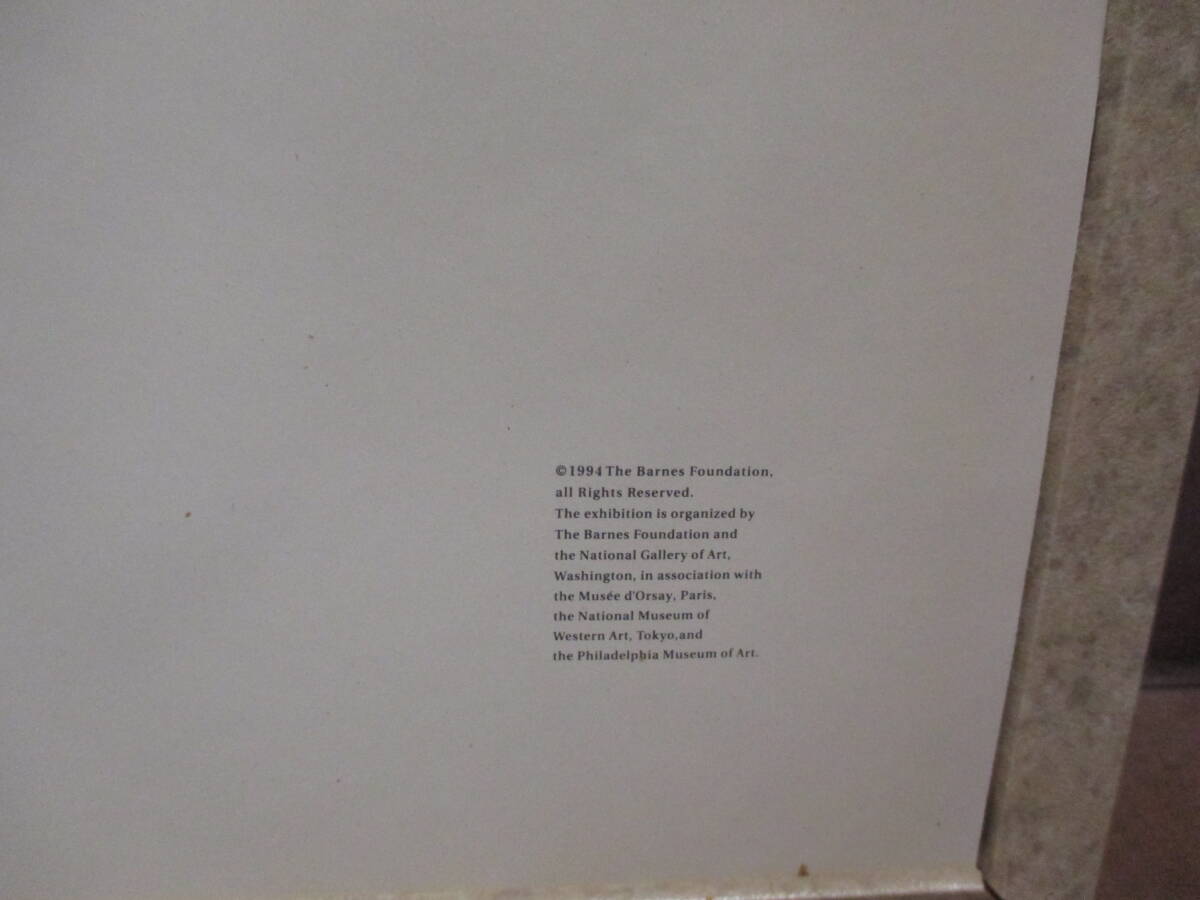 ©1994 The Barnes Foundation,
all Rights Reserved.
The exhibition is organized by
The Barnes Foundation and
the National Gallery of Art,
Washington, in association with
the Musée d'Orsay, Paris,
the National Museum of
Western Art, Tokyo,and
the Philadelphia Museum of Art.